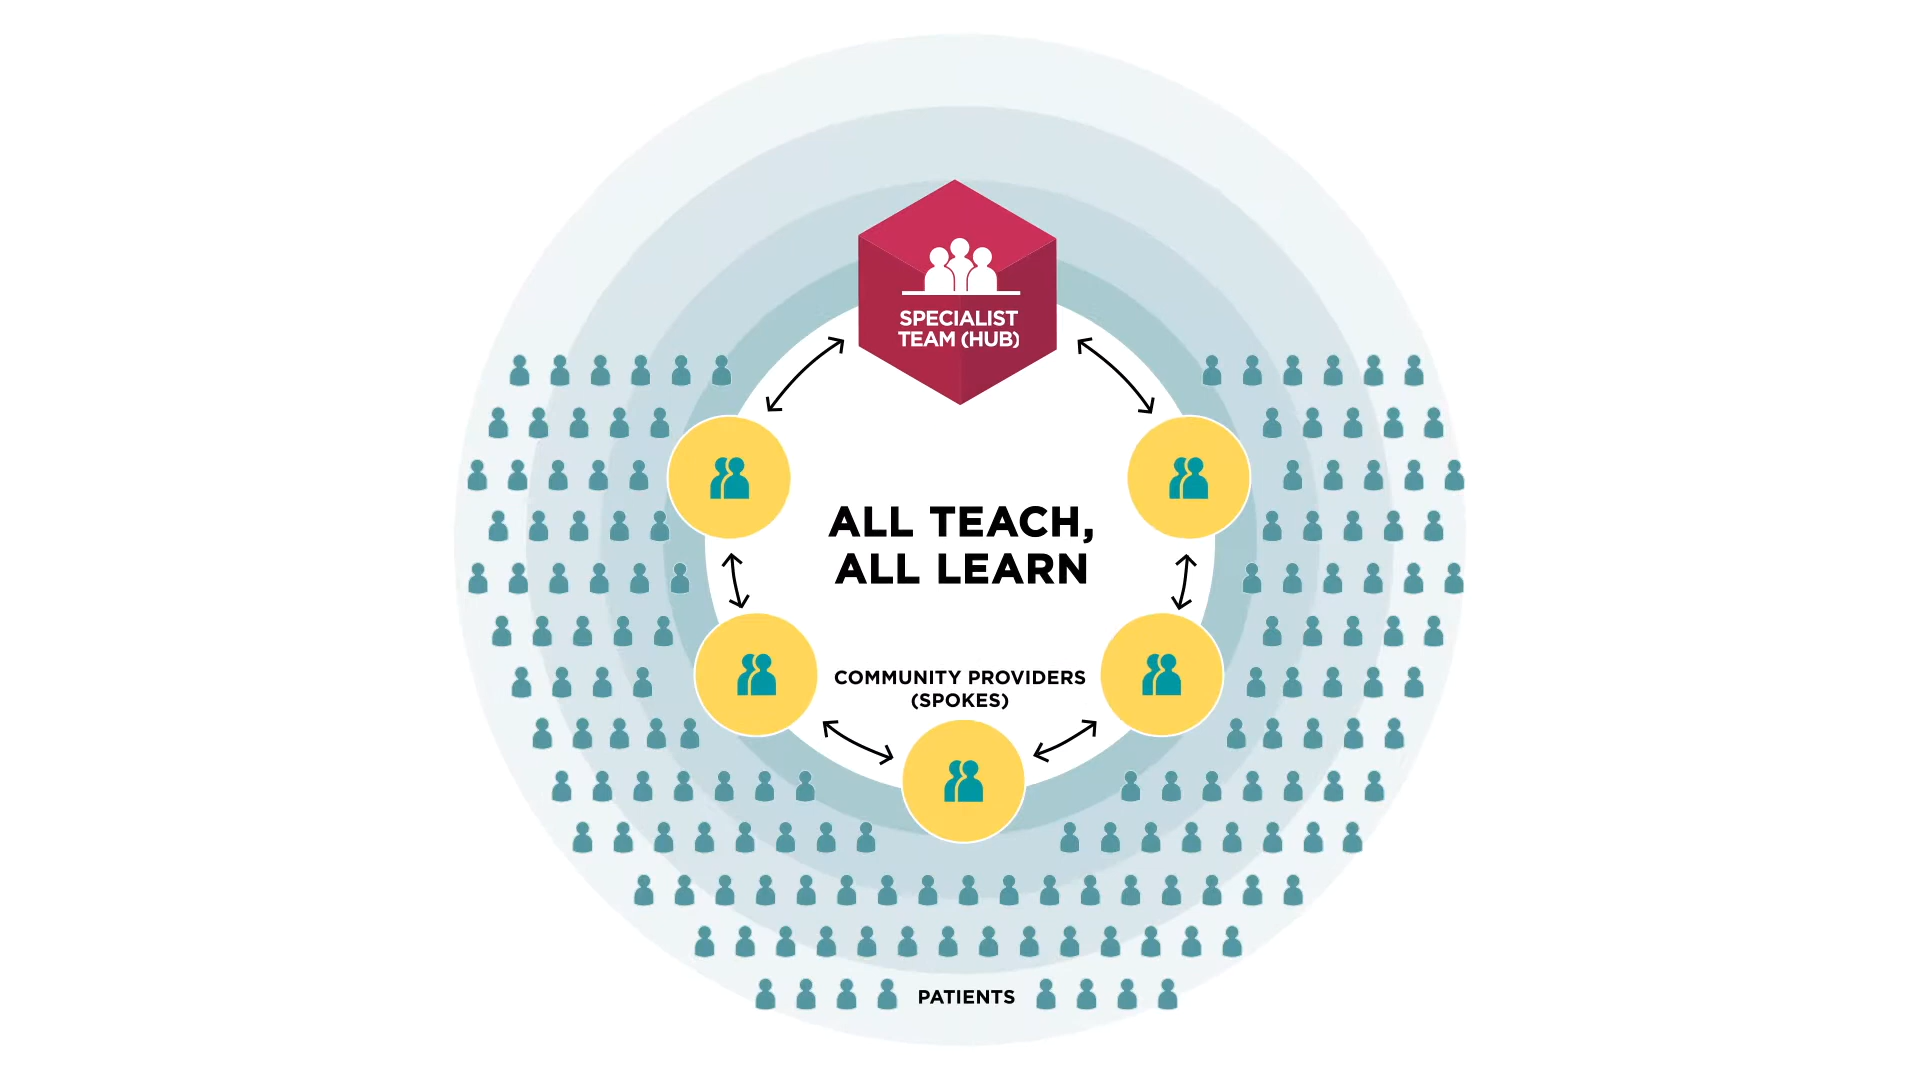 SPECIALIST
TEAM (HUB)
ALL TEACH,
ALL LEARN
COMMUNITY PROVIDERS
(SPOKES)
PATIENTS